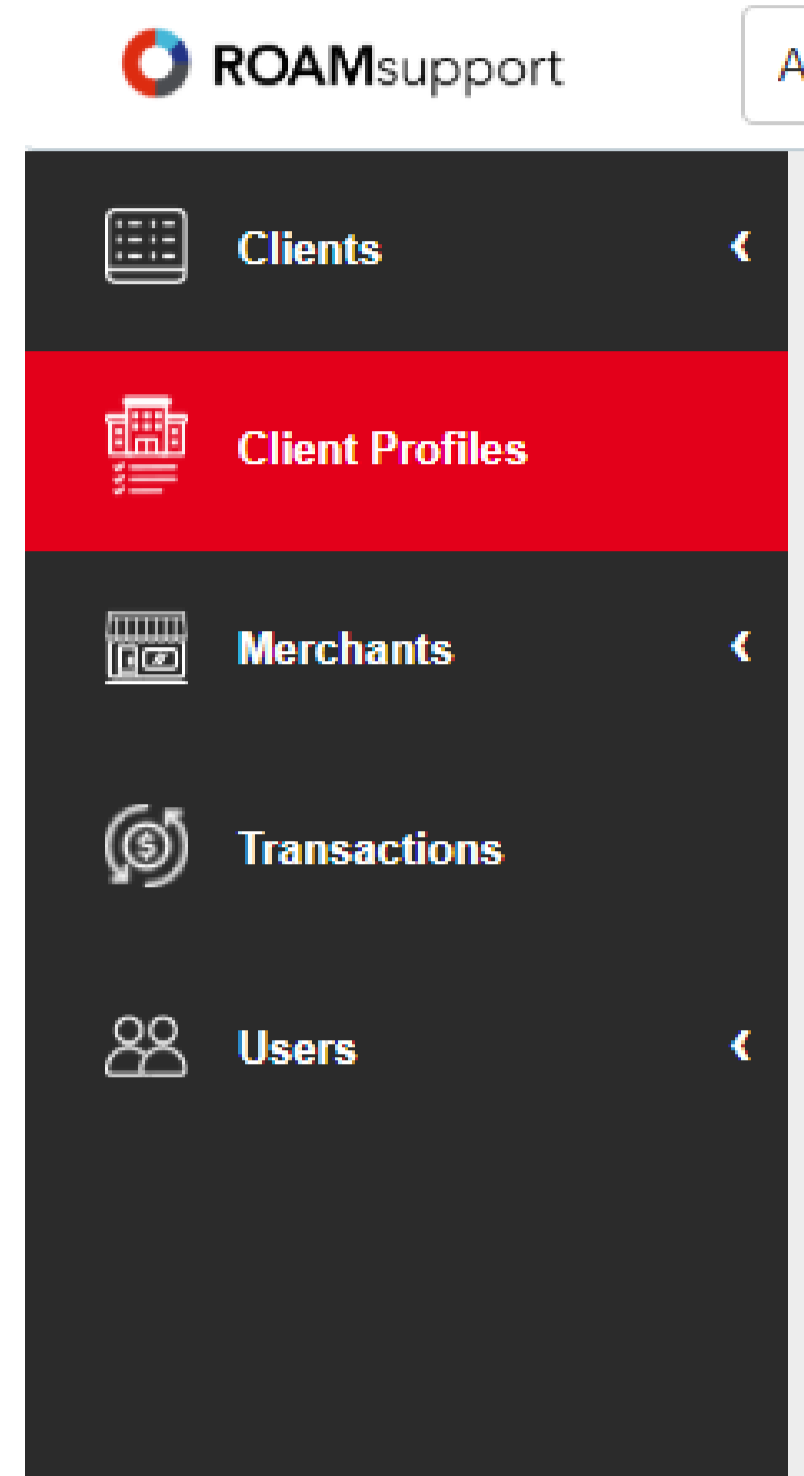 ROAMsupport
A
Clients
Client Profiles
Merchants
Transactions
Users